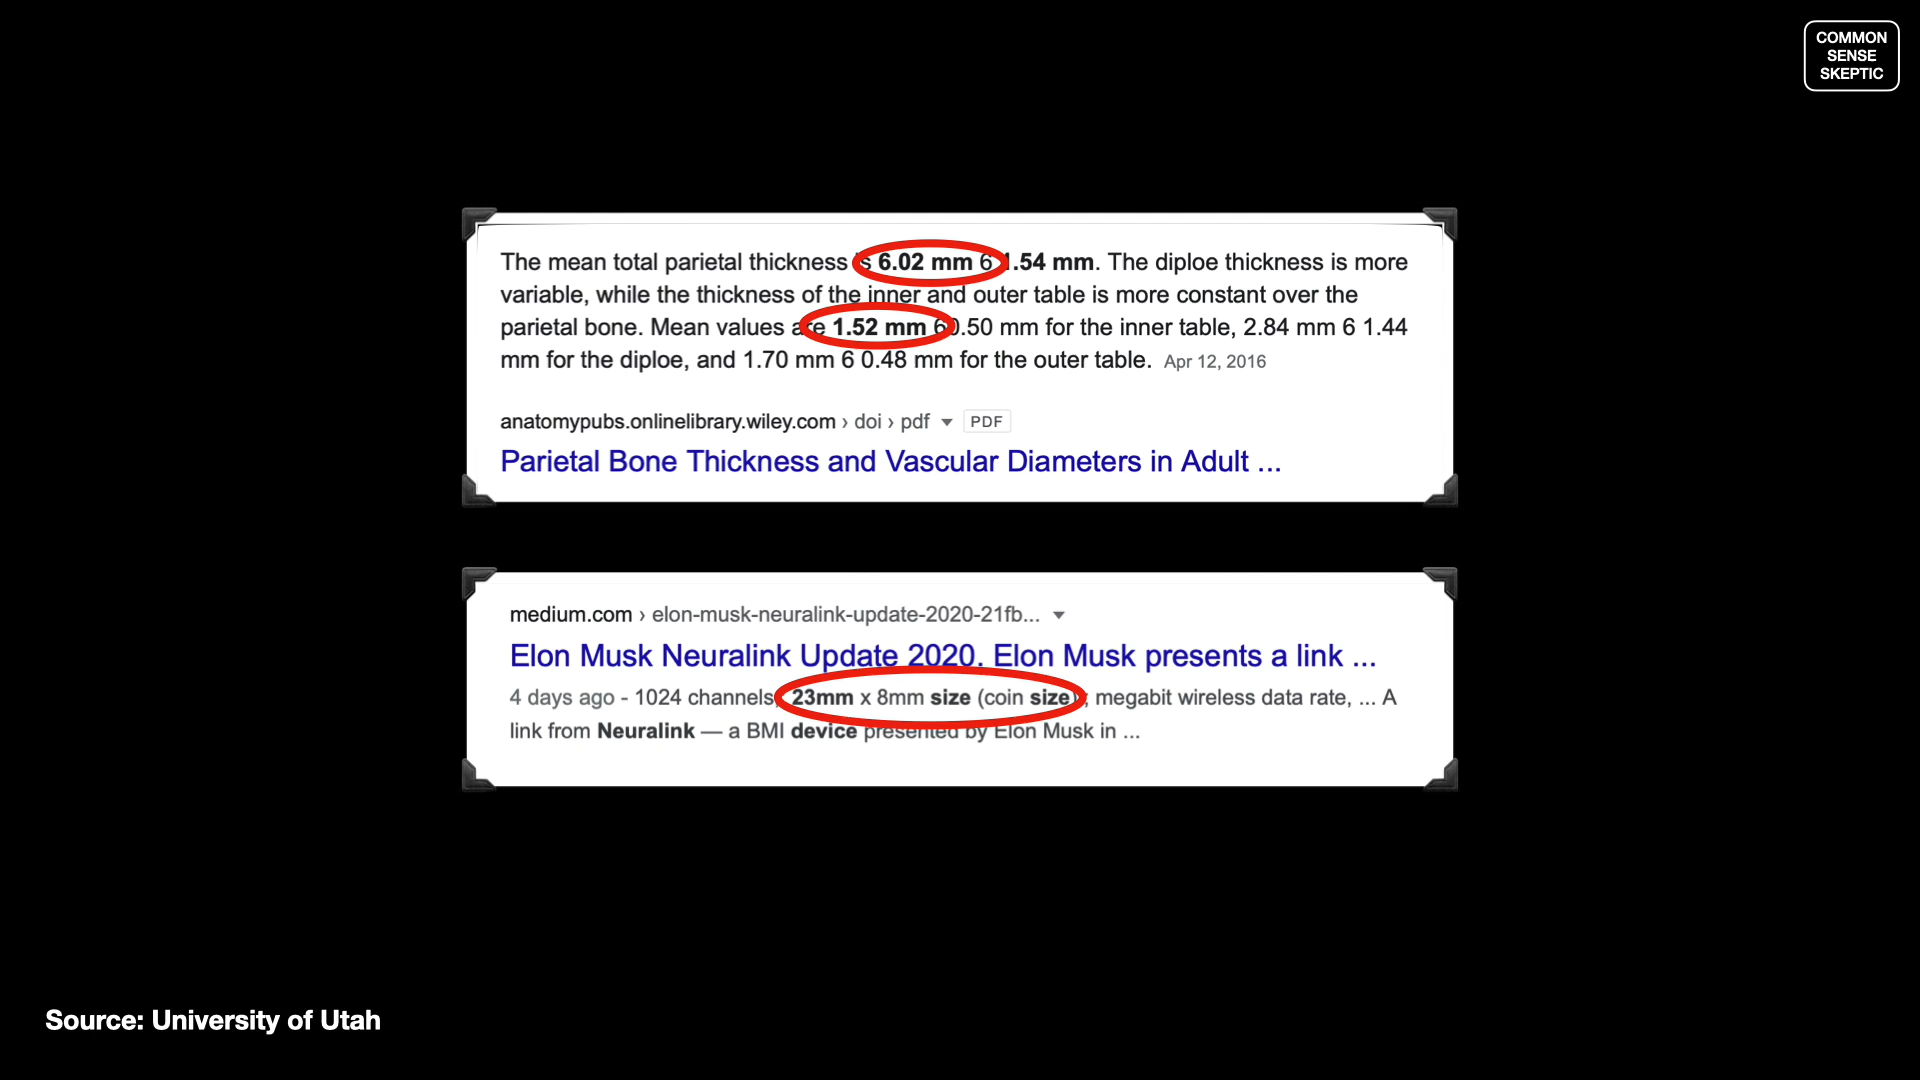 COMMON
SENSE
SKEPTIC
The mean total parietal thickness is 6.02 mm 6 1.54 mm. The diploe thickness is more
variable, while the thickness of the inner and outer table is more constant over the
parietal bone. Mean values are 1.52 mm 6 0.50 mm for the inner table, 2.84 mm 6 1.44
mm for the diploe, and 1.70 mm 6 0.48 mm for the outer table. Apr 12, 2016
anatomypubs.onlinelibrary.wiley.com › doi › pdf PDF
Parietal Bone Thickness and Vascular Diameters in Adult ...
medium.com › elon-musk-neuralink-update-2020-21fb...
Elon Musk Neuralink Update 2020. Elon Musk presents a link ...
4 days ago - 1024 channels, 23mm x 8mm size (coin size) , megabit wireless data rate, ... A
link from Neuralink — a BMI device presented by Elon Musk in ...
Source: University of Utah